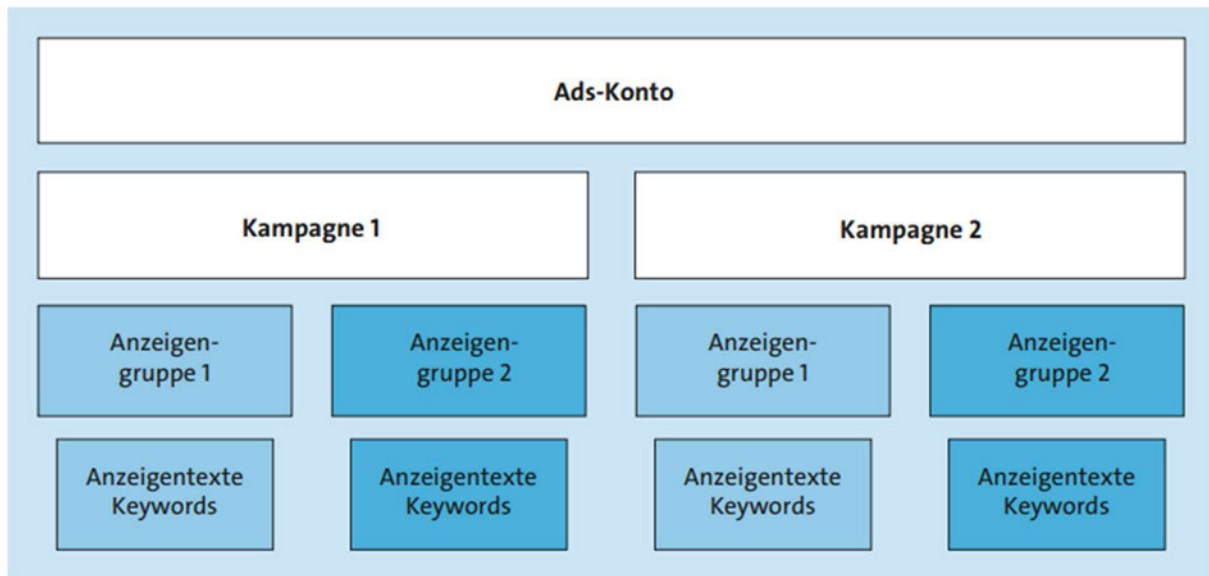 Ads-Konto
Kampagne 1
Kampagne 2
Anzeigen-
gruppe 1
Anzeigen-
gruppe 2
Anzeigen-
gruppe 1
Anzeigen-
gruppe 2
Anzeigentexte
Keywords
Anzeigentexte
Keywords
Anzeigentexte
Keywords
Anzeigentexte
Keywords